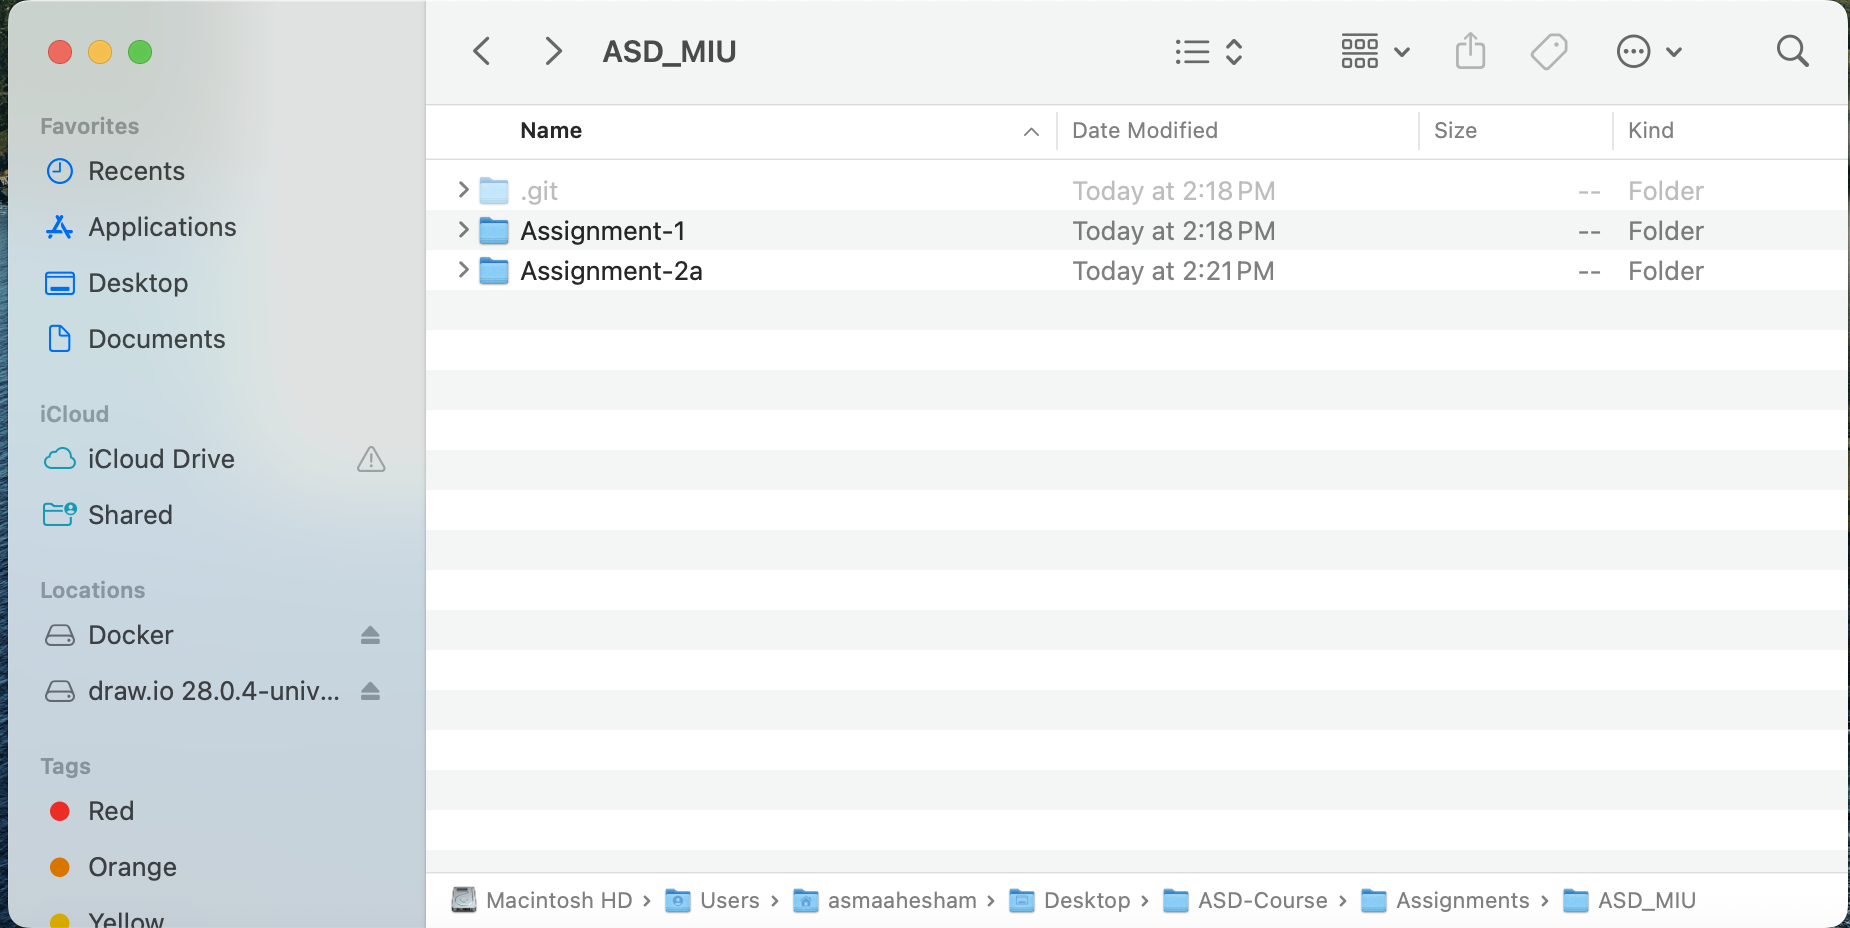 ASD_MIU
Favorites
Recents
Applications
Desktop
Documents
iCloud
iCloud Drive
Shared
Locations
Docker
draw.io 28.0.4-univ...
Tags
Red
Orange
Yellow
Name Date Modified Size Kind
.git Today at 2:18 PM -- Folder
Assignment-1 Today at 2:18 PM -- Folder
Assignment-2a Today at 2:21 PM -- Folder
Macintosh HD › Users › asmaahesham › Desktop › ASD-Course › Assignments › ASD_MIU